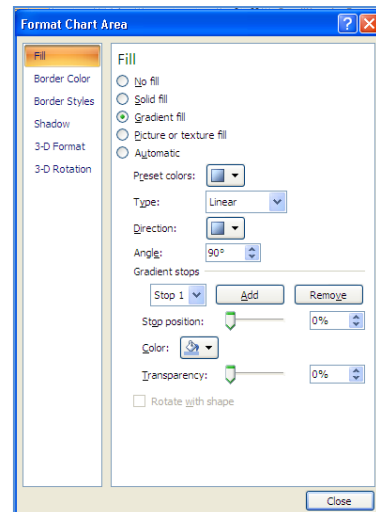 Format Chart Area
Fill
Border Color
Border Styles
Shadow
3-D Format
3-D Rotation
Fill
No fill
Solid fill
Gradient fill
Picture or texture fill
Automatic
Preset colors:
Type: Linear
Direction:
Angle: 90°
Gradient stops
Stop 1 Add Remove
Stop position: 0%
Color:
Transparency: 0%
Rotate with shape
Close